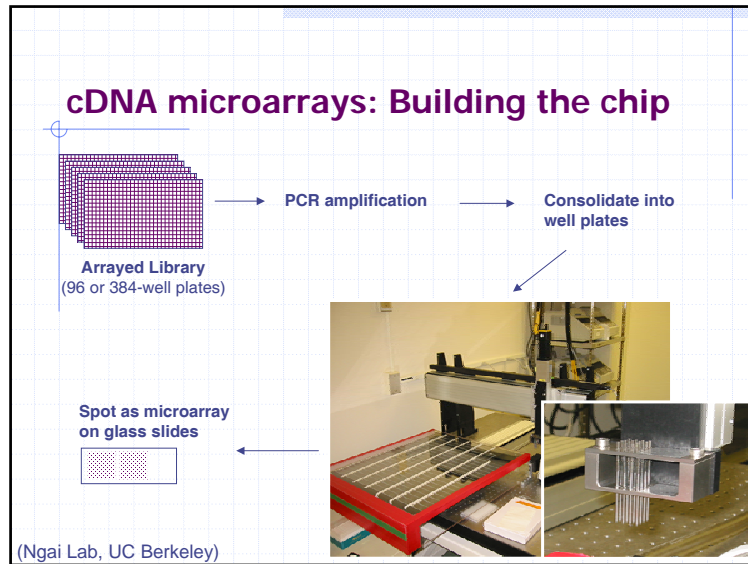 cDNA microarrays: Building the chip
PCR amplification
Consolidate into
well plates
Arrayed Library
(96 or 384-well plates)
Spot as microarray
on glass slides
(Ngai Lab, UC Berkeley)